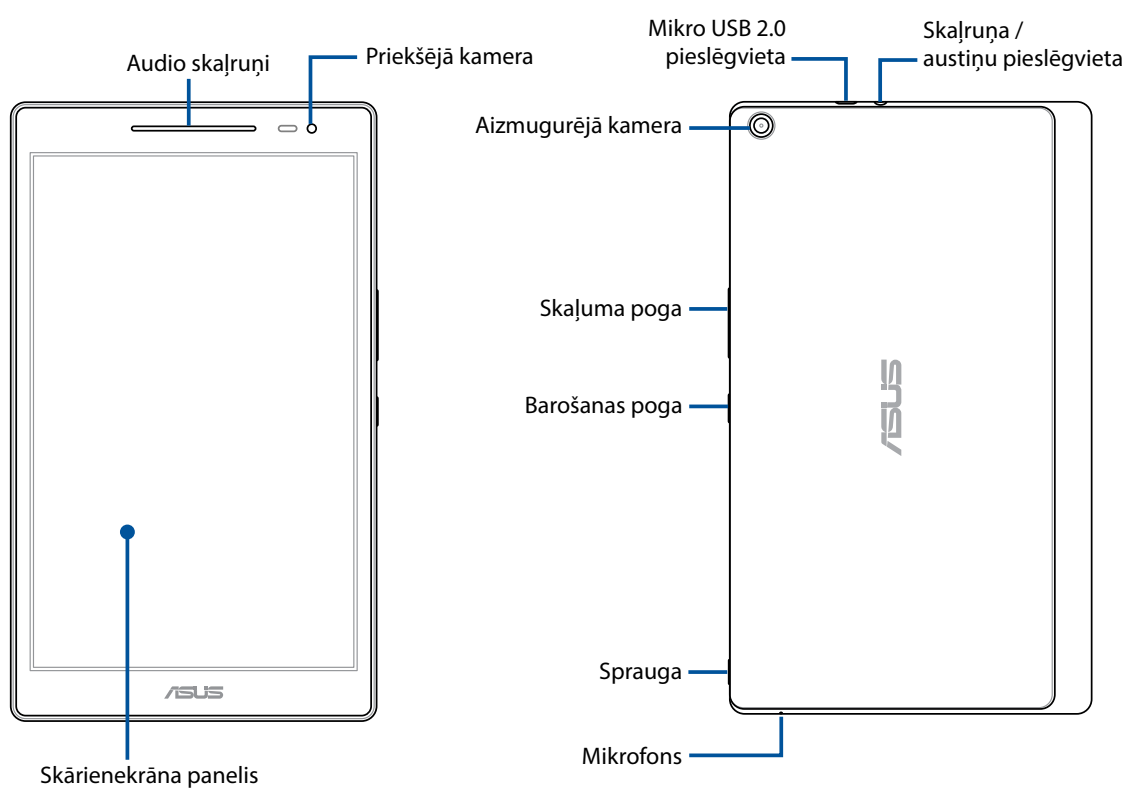 Audio skaļruņi
Priekšējā kamera
ASUS
Skārienekrāna panelis
Mikro USB 2.0
pieslēgvieta
Skaļruņa /
austiņu pieslēgvieta
Aizmugurējā kamera
Skaļuma poga
Barošanas poga
ASUS
Sprauga
Mikrofons